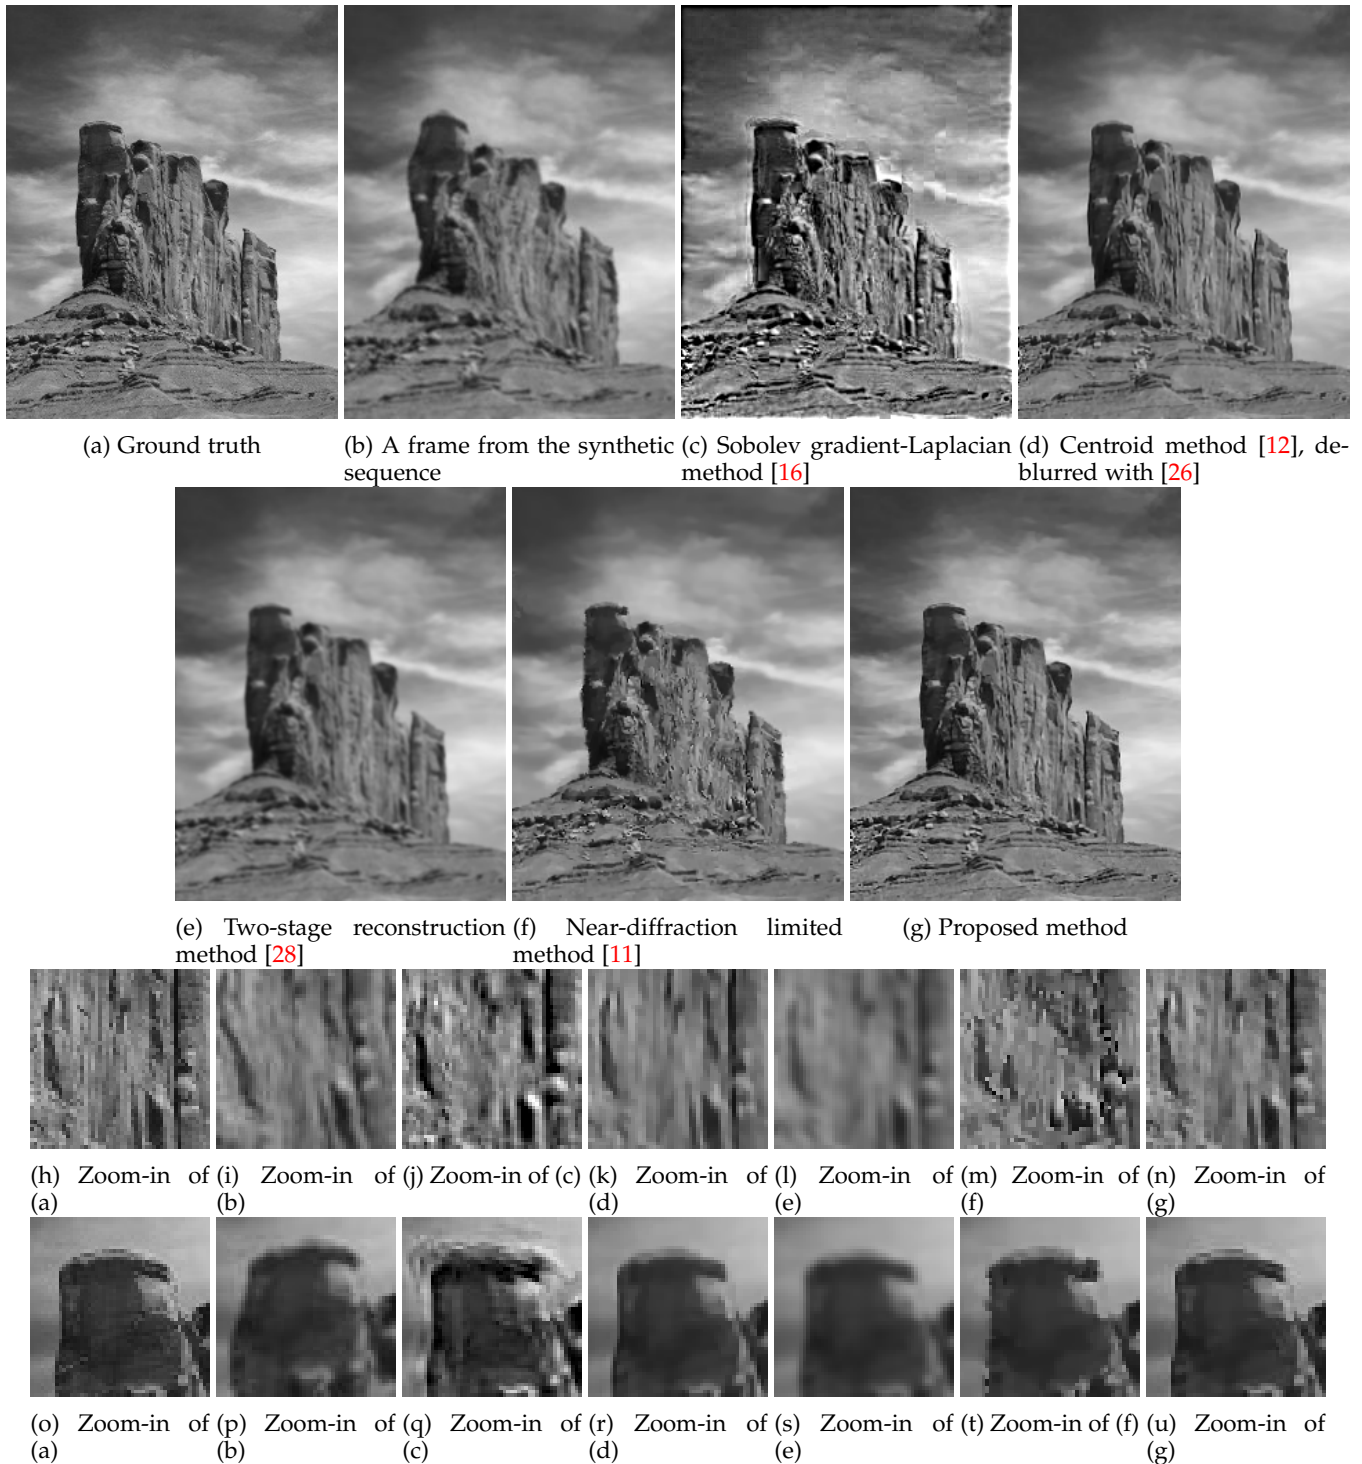 (a) Ground truth
(b) A frame from the synthetic
sequence
(c) Sobolev gradient-Laplacian
method [16]
(d) Centroid method [12], de-
blurred with [26]
(e) Two-stage reconstruction
method [28]
(f) Near-diffraction limited
method [11]
(g) Proposed method
(h) Zoom-in of
(a)
(i) Zoom-in of
(b)
(j) Zoom-in of (c)
(k) Zoom-in of
(d)
(l) Zoom-in of
(e)
(m) Zoom-in of
(f)
(n) Zoom-in of
(g)
(o) Zoom-in of
(a)
(p) Zoom-in of
(b)
(q) Zoom-in of
(c)
(r) Zoom-in of
(d)
(s) Zoom-in of
(e)
(t) Zoom-in of (f)
(u) Zoom-in of
(g)